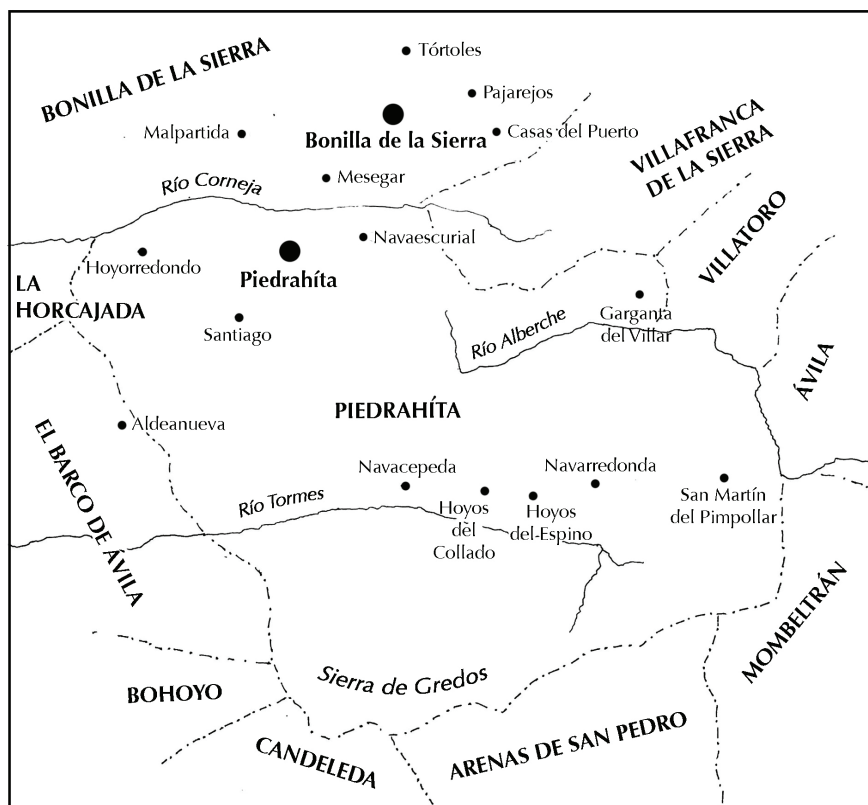 BONILLA DE LA SIERRA
Tórtoles
Pajarejos
Malpartida
Bonilla de la Sierra
Casas del Puerto
VILLAFRANCA
DE LA SIERRA
Mesegar
Río Corneja
Navaescurial
VILLATORO
Hoyorredondo
Piedrahíta
LA
HORCAJADA
Santiago
Río Alberche
Garganta
del Villar
ÁVILA
PIEDRAHÍTA
Aldeanueva
EL BARCO DE ÁVILA
Navacepeda
Navarredonda
Río Tormes
Hoyos
del
Collado
Hoyos
del-Espino
San Martín
del Pimpollar
MOMBELTRÁN
Sierra de Gredos
BOHOYO
CANDELEDA
ARENAS DE SAN PEDRO